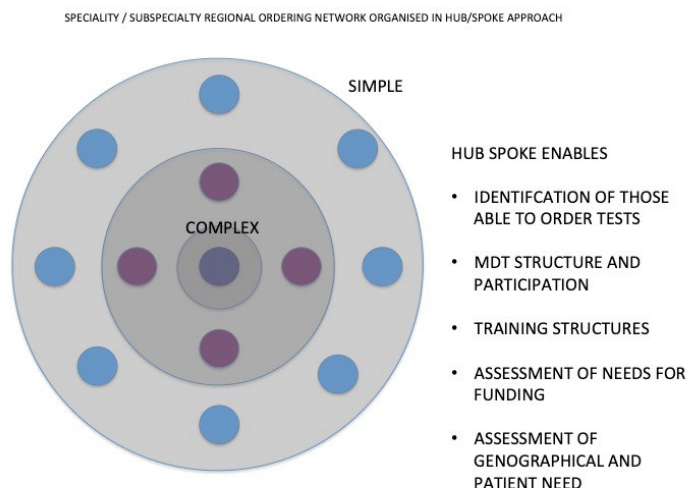 SPECIALITY / SUBSPECIALTY REGIONAL ORDERING NETWORK ORGANISED IN HUB/SPOKE APPROACH
SIMPLE
COMPLEX
HUB SPOKE ENABLES
• IDENTIFCATION OF THOSE
ABLE TO ORDER TESTS
• MDT STRUCTURE AND
PARTICIPATION
• TRAINING STRUCTURES
• ASSESSMENT OF NEEDS FOR
FUNDING
• ASSESSMENT OF
GENOGRAPHICAL AND
PATIENT NEED